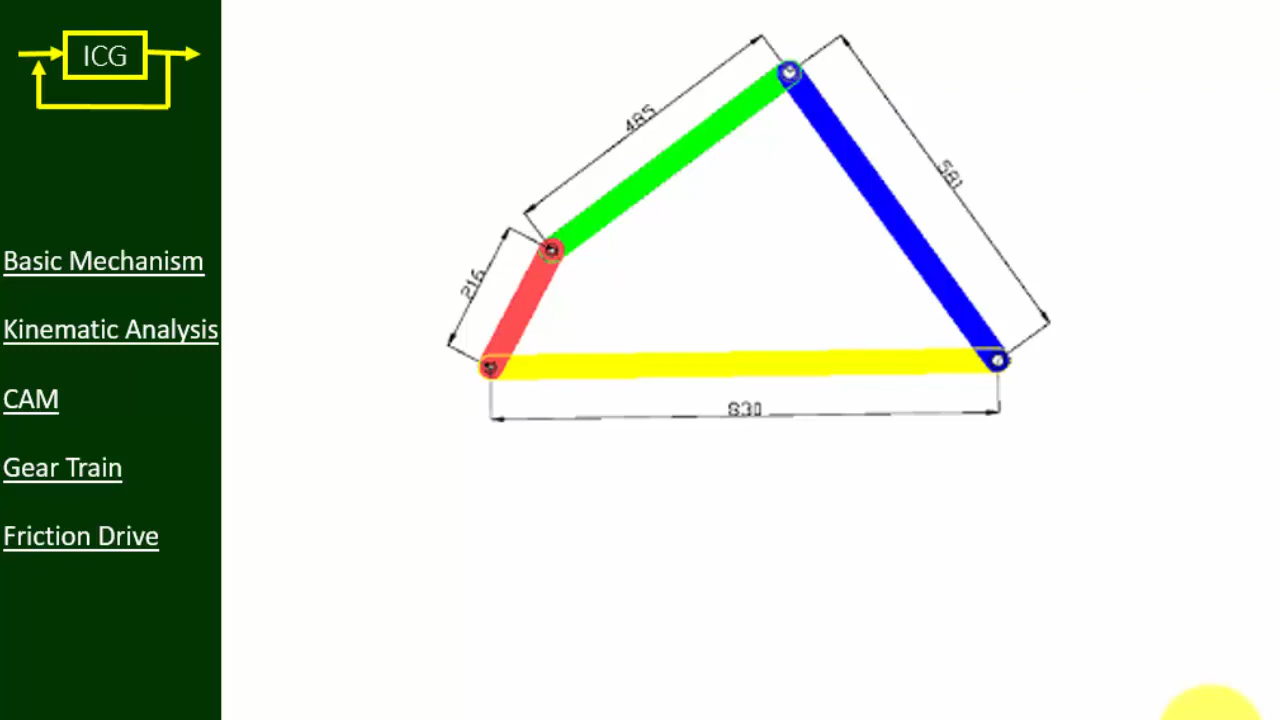 ICG
Basic Mechanism
Kinematic Analysis
CAM
Gear Train
Friction Drive
485
581
216
830